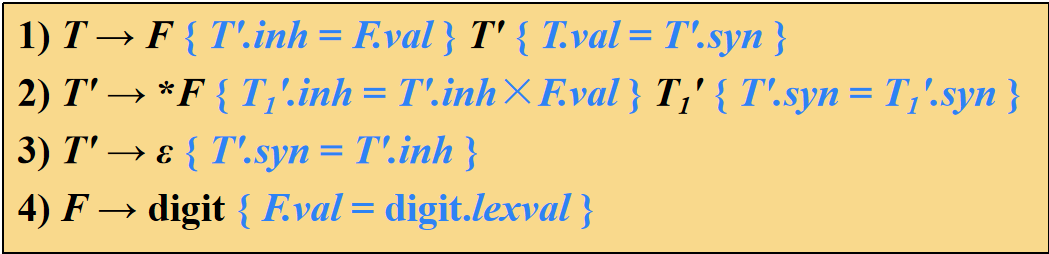 1) T → F { T'.inh = F.val } T' { T.val = T'.syn }
2) T' → *F { T₁'.inh = T'.inh×F.val } T₁' { T'.syn = T₁'.syn }
3) T' → ε { T'.syn = T'.inh }
4) F → digit { F.val = digit.lexval }